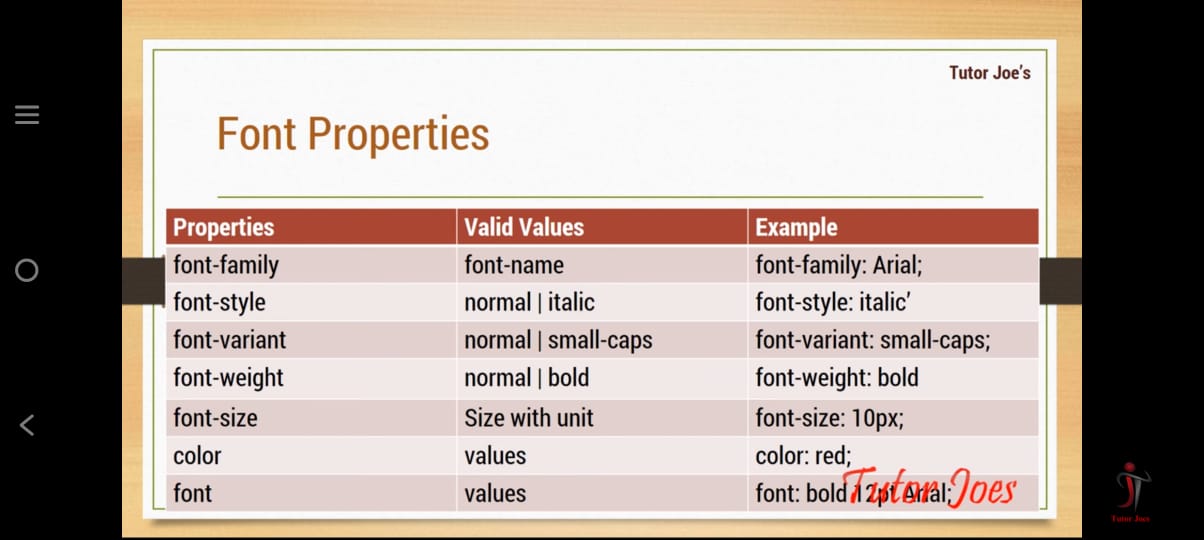 Tutor Joe's
Font Properties
Properties Valid Values Example
font-family font-name font-family: Arial;
font-style normal | italic font-style: italic’
font-variant normal | small-caps font-variant: small-caps;
font-weight normal | bold font-weight: bold
font-size Size with unit font-size: 10px;
color values color: red;
font values font: bold 12pt Arial;
Tutor Joes
Tutor Joes